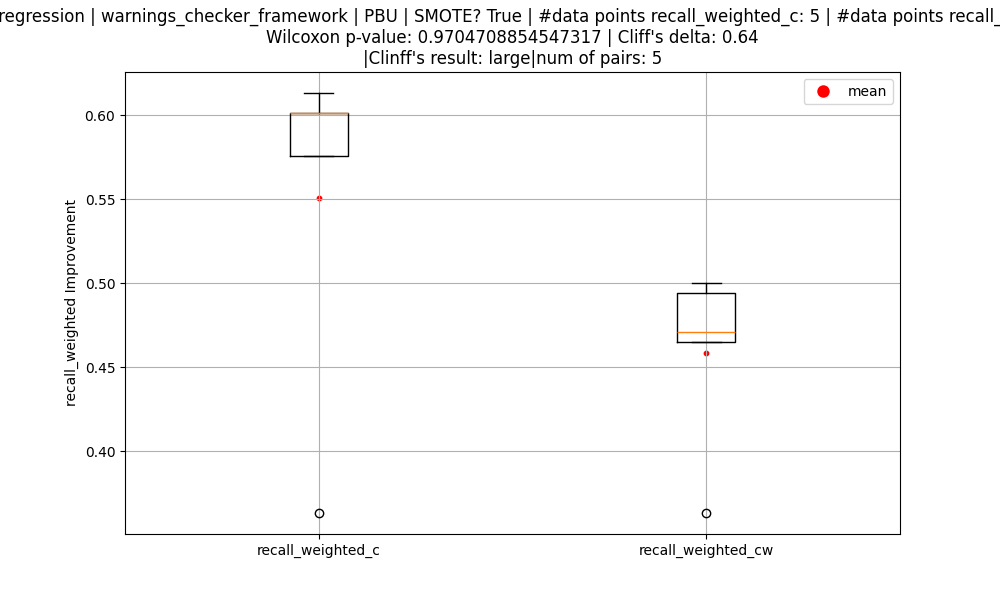 regression | warnings_checker_framework | PBU | SMOTE? True | #data points recall_weighted_c: 5 | #data points recall_
Wilcoxon p-value: 0.9704708854547317 | Cliff's delta: 0.64
|Clinff's result: large|num of pairs: 5
mean
0.60
0.55
0.50
0.45
0.40
recall_weighted Improvement
recall_weighted_c
recall_weighted_cw